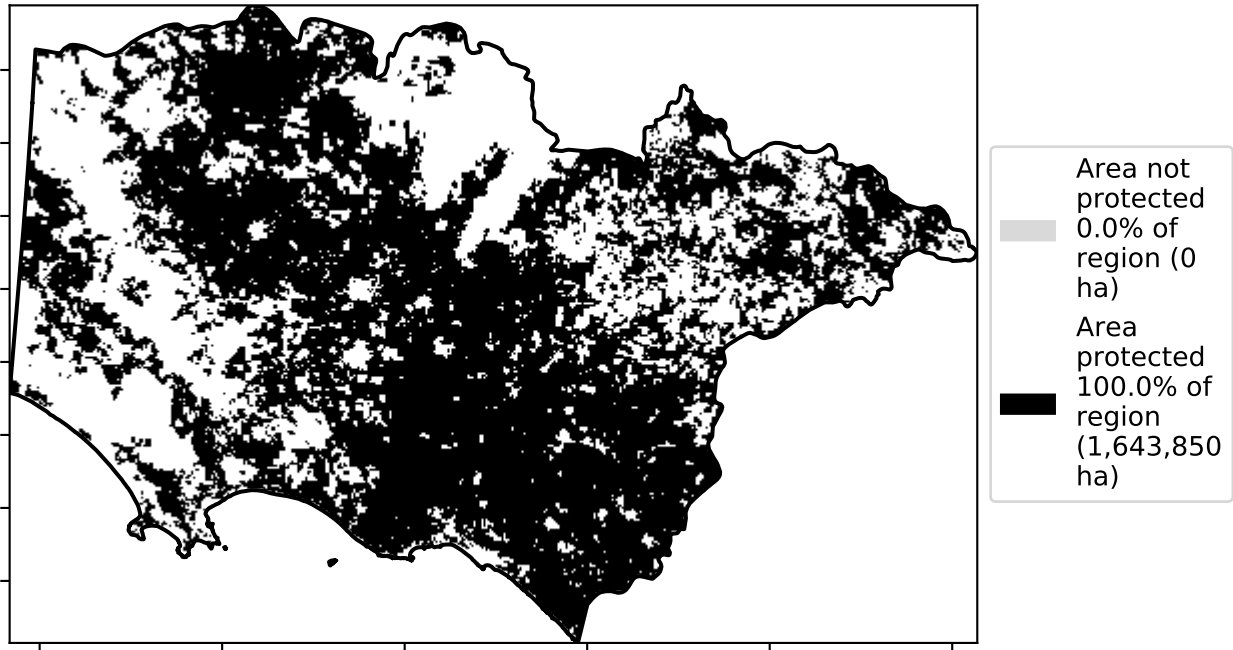 Area not
protected
0.0% of
region (0
ha)
Area
protected
100.0% of
region
(1,643,850
ha)